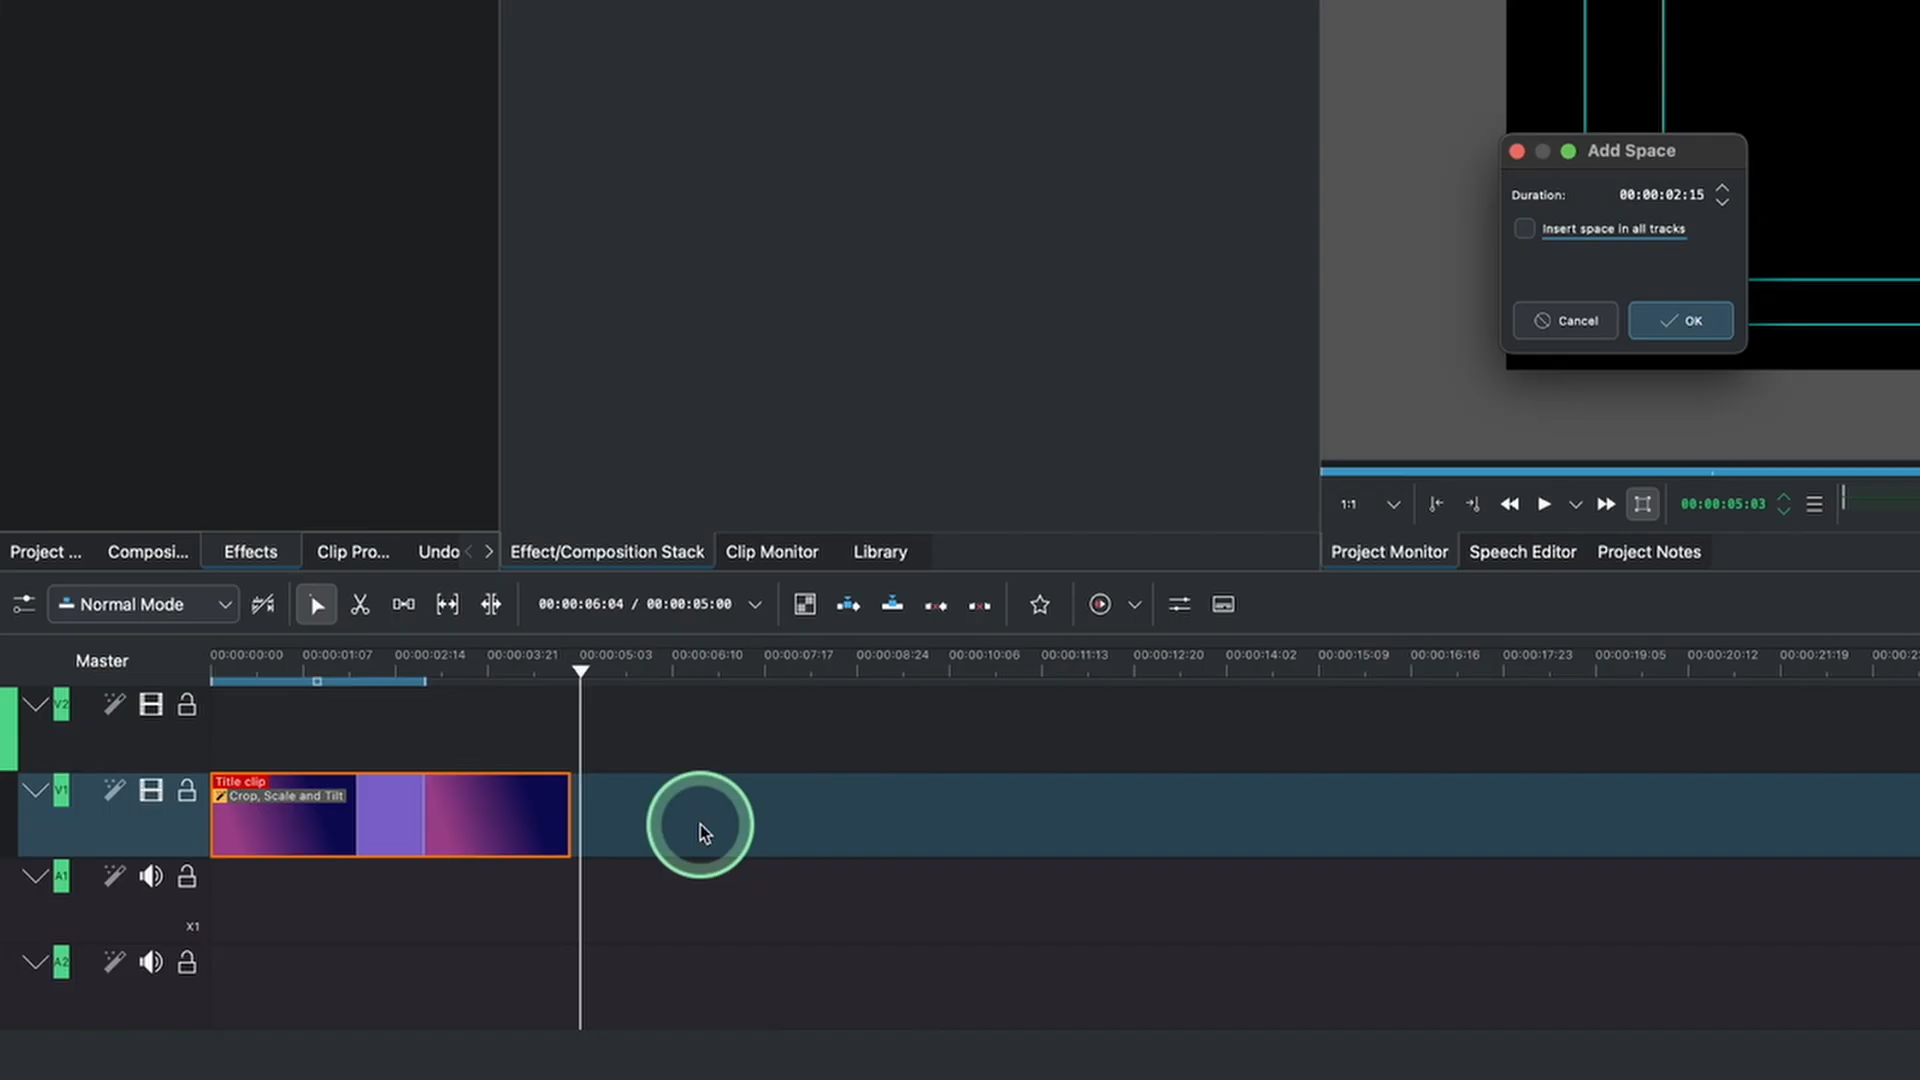 Add Space
Duration: 00:00:02:15
Insert space in all tracks
Cancel OK
1:1 00:00:05:03
Project ... Composi... Effects Clip Pro... Undo Effect/Composition Stack Clip Monitor Library Project Monitor Speech Editor Project Notes
Normal Mode 00:00:06:04 / 00:00:05:00
Master 00:00:00:00 00:00:01:07 00:00:02:14 00:00:03:21 00:00:05:03 00:00:06:10 00:00:07:17 00:00:08:24 00:00:10:06 00:00:11:13 00:00:12:20 00:00:14:02 00:00:15:09 00:00:16:16 00:00:17:23 00:00:19:05 00:00:20:12 00:00:21:19
V2
V1 Title clip
Crop, Scale and Tilt
A1
X1
A2